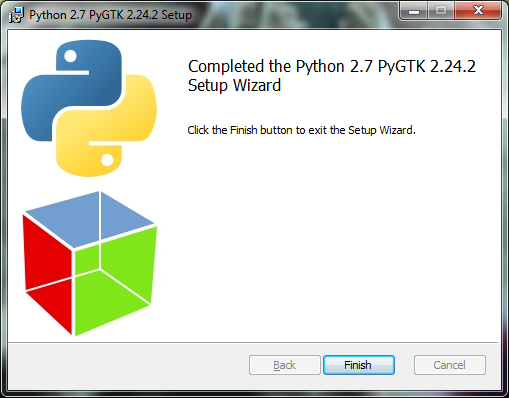 Python 2.7 PyGTK 2.24.2 Setup
Completed the Python 2.7 PyGTK 2.24.2
Setup Wizard
Click the Finish button to exit the Setup Wizard.
Back
Finish
Cancel